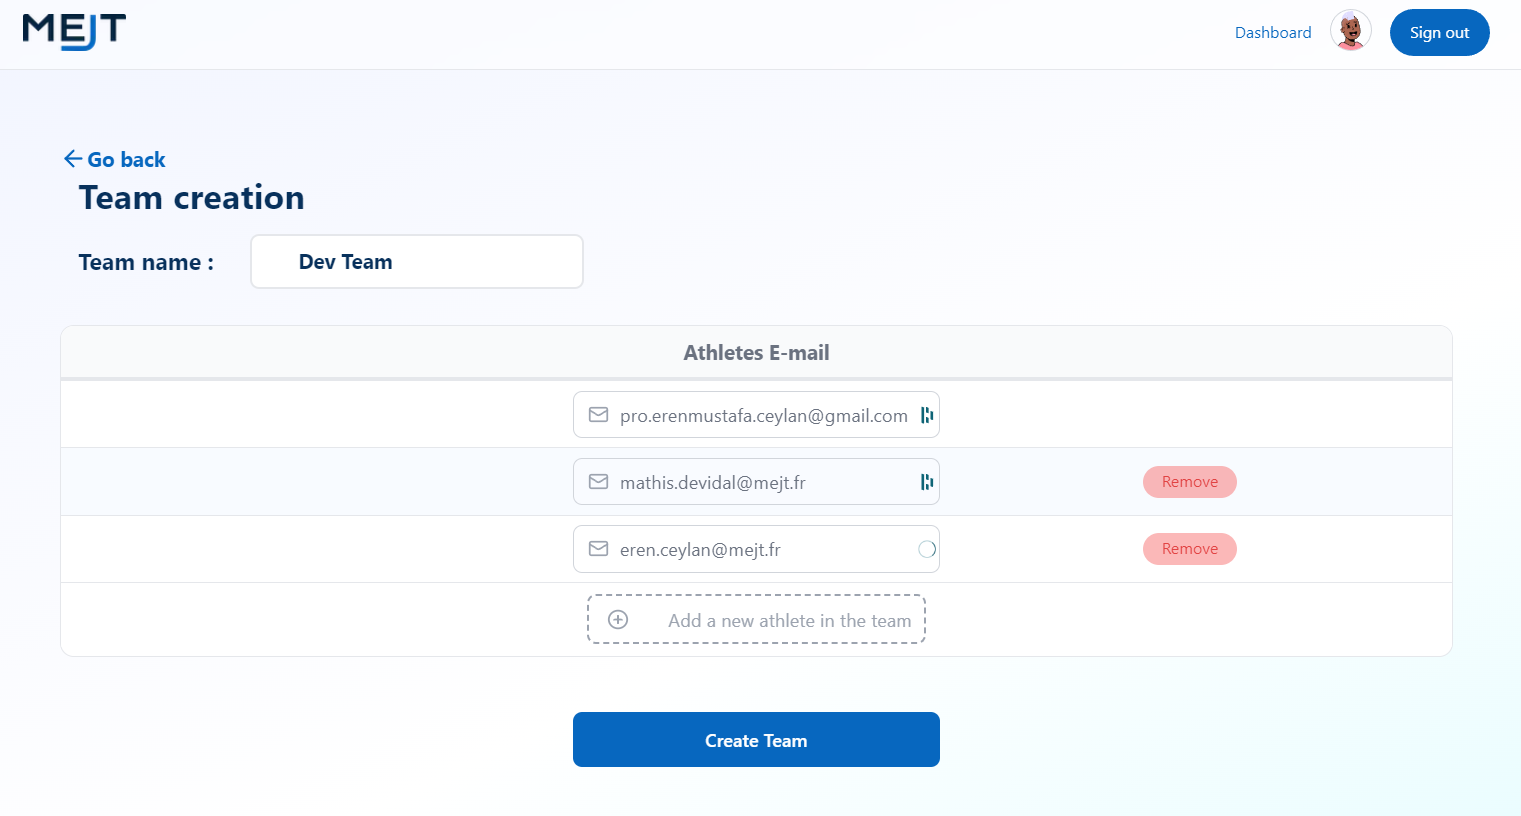 MEJT
Dashboard
Sign out
Go back
Team creation
Team name :
Dev Team
Athletes E-mail
pro.erenmustafa.ceylan@gmail.com
mathis.devidal@mejt.fr
Remove
eren.ceylan@mejt.fr
Remove
Add a new athlete in the team
Create Team